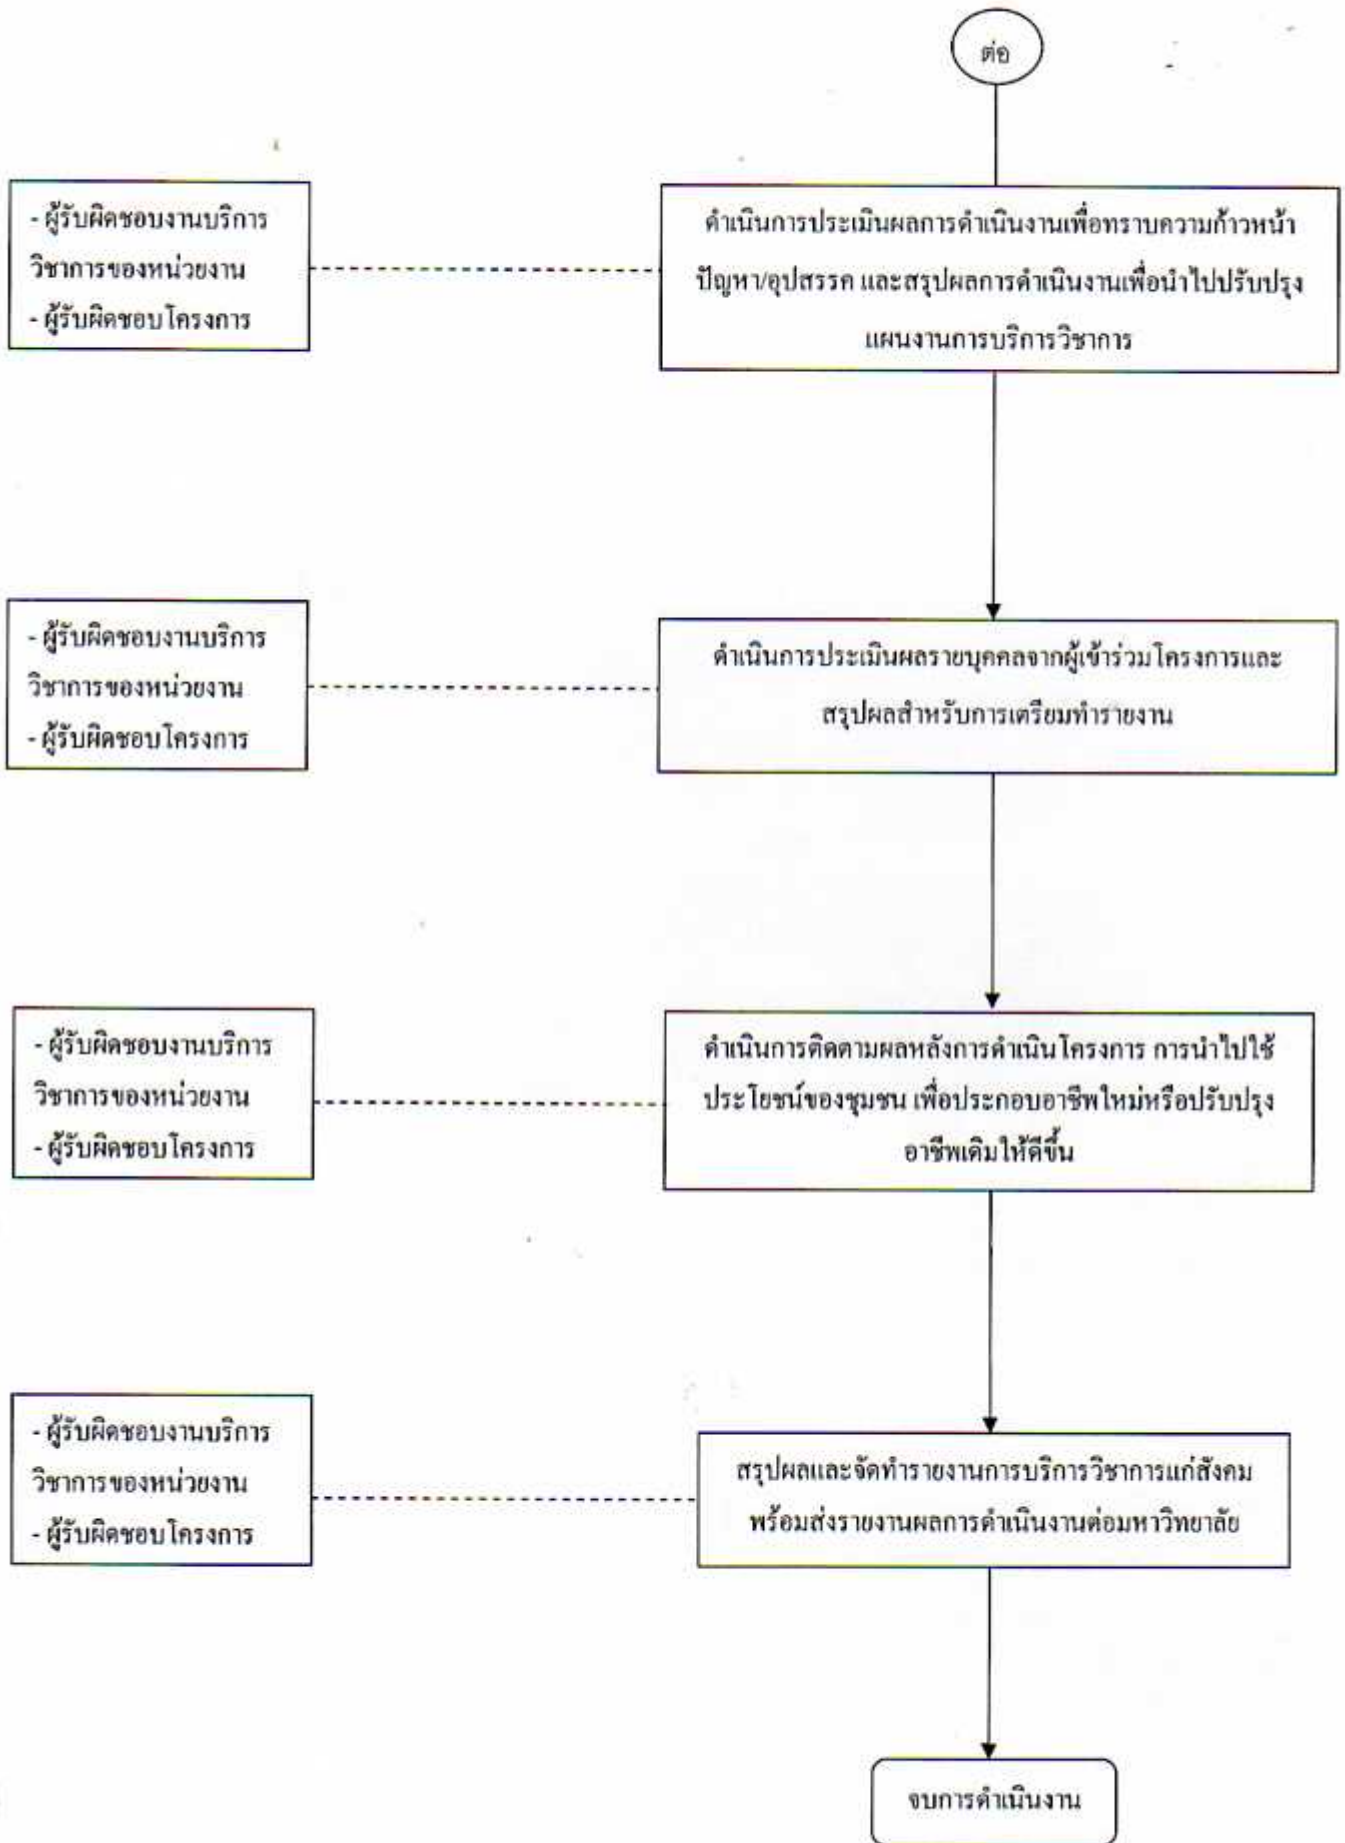 ต่อ
- ผู้รับผิดชอบงานบริการ
วิชาการของหน่วยงาน
- ผู้รับผิดชอบโครงการ
ดำเนินการประเมินผลการดำเนินงานเพื่อทราบความก้าวหน้า
ปัญหา/อุปสรรค และสรุปผลการดำเนินงานเพื่อนำไปปรับปรุง
แผนงานการบริการวิชาการ
- ผู้รับผิดชอบงานบริการ
วิชาการของหน่วยงาน
- ผู้รับผิดชอบโครงการ
ดำเนินการประเมินผลรายบุคคลจากผู้เข้าร่วมโครงการและ
สรุปผลสำหรับการเตรียมทำรายงาน
- ผู้รับผิดชอบงานบริการ
วิชาการของหน่วยงาน
- ผู้รับผิดชอบโครงการ
ดำเนินการติดตามผลหลังการดำเนินโครงการ การนำไปใช้
ประโยชน์ของชุมชน เพื่อประกอบอาชีพใหม่หรือปรับปรุง
อาชีพเดิมให้ดีขึ้น
- ผู้รับผิดชอบงานบริการ
วิชาการของหน่วยงาน
- ผู้รับผิดชอบโครงการ
สรุปผลและจัดทำรายงานการบริการวิชาการแก่สังคม
พร้อมส่งรายงานผลการดำเนินงานต่อมหาวิทยาลัย
จบการดำเนินงาน